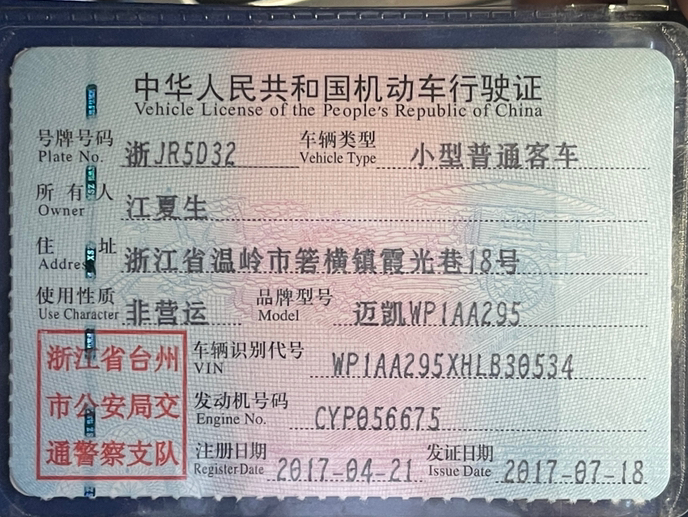 中华人民共和国机动车行驶证
Vehicle License of the People's Republic of China
号牌号码 浙JR5D32 车辆类型 小型普通客车
Plate No. Vehicle Type
所有人 江夏生
Owner
住址 浙江省温岭市箬横镇霞光巷18号
Address
使用性质 非营运 品牌型号 迈凯WP1AA295
Use Character Model
浙江省台州 车辆识别代号 WP1AA295XHLB30534
VIN
市公安局交 发动机号码 CYP056675
Engine No.
通警察支队 注册日期 2017-04-21 发证日期 2017-07-18
Register Date Issue Date